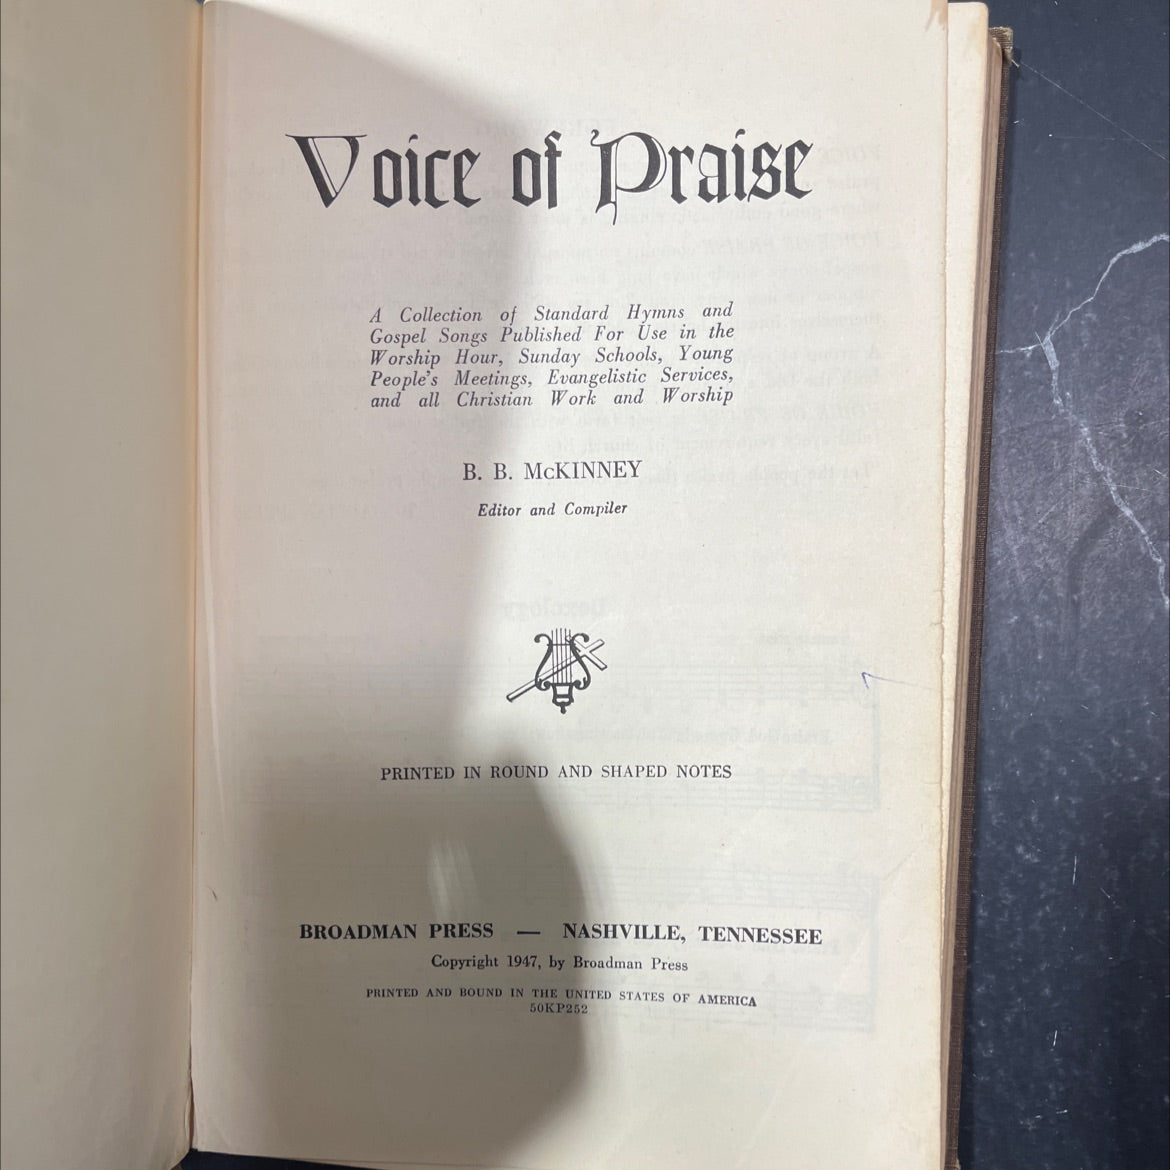 Voice of Praise
A Collection of Standard Hymns and
Gospel Songs Published For Use in the
Worship Hour, Sunday Schools, Young
People's Meetings, Evangelistic Services,
and all Christian Work and Worship
B. B. McKINNEY
Editor and Compiler
PRINTED IN ROUND AND SHAPED NOTES
BROADMAN PRESS — NASHVILLE, TENNESSEE
Copyright 1947, by Broadman Press
PRINTED AND BOUND IN THE UNITED STATES OF AMERICA
50KP252